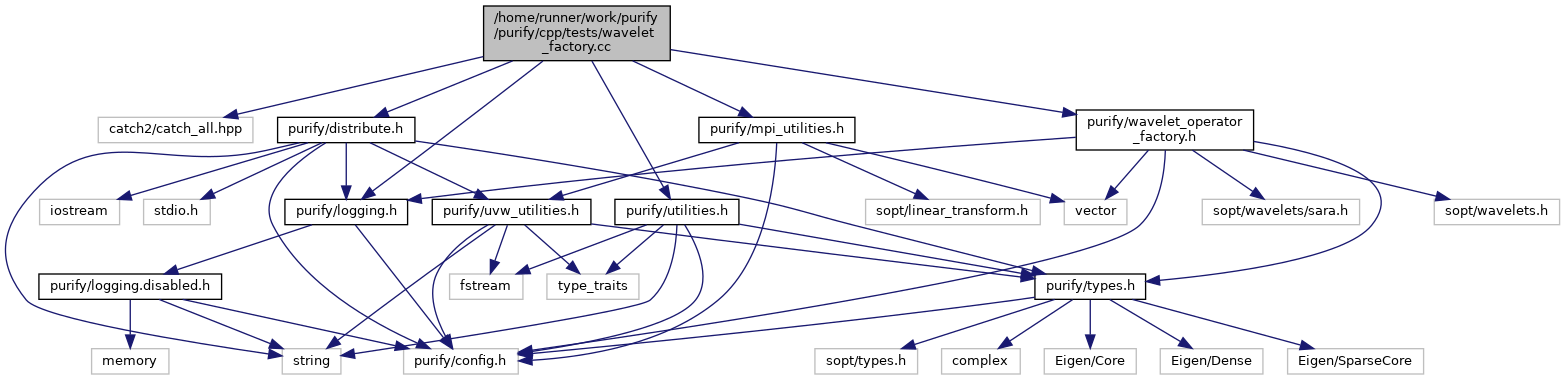 /home/runner/work/purify
/purify/cpp/tests/wavelet
_factory.cc
catch2/catch_all.hpp
purify/distribute.h
purify/mpi_utilities.h
purify/wavelet_operator
_factory.h
iostream
stdio.h
purify/logging.h
purify/uvw_utilities.h
purify/utilities.h
sopt/linear_transform.h
vector
sopt/wavelets/sara.h
sopt/wavelets.h
purify/logging.disabled.h
fstream
type_traits
purify/types.h
memory
string
purify/config.h
sopt/types.h
complex
Eigen/Core
Eigen/Dense
Eigen/SparseCore